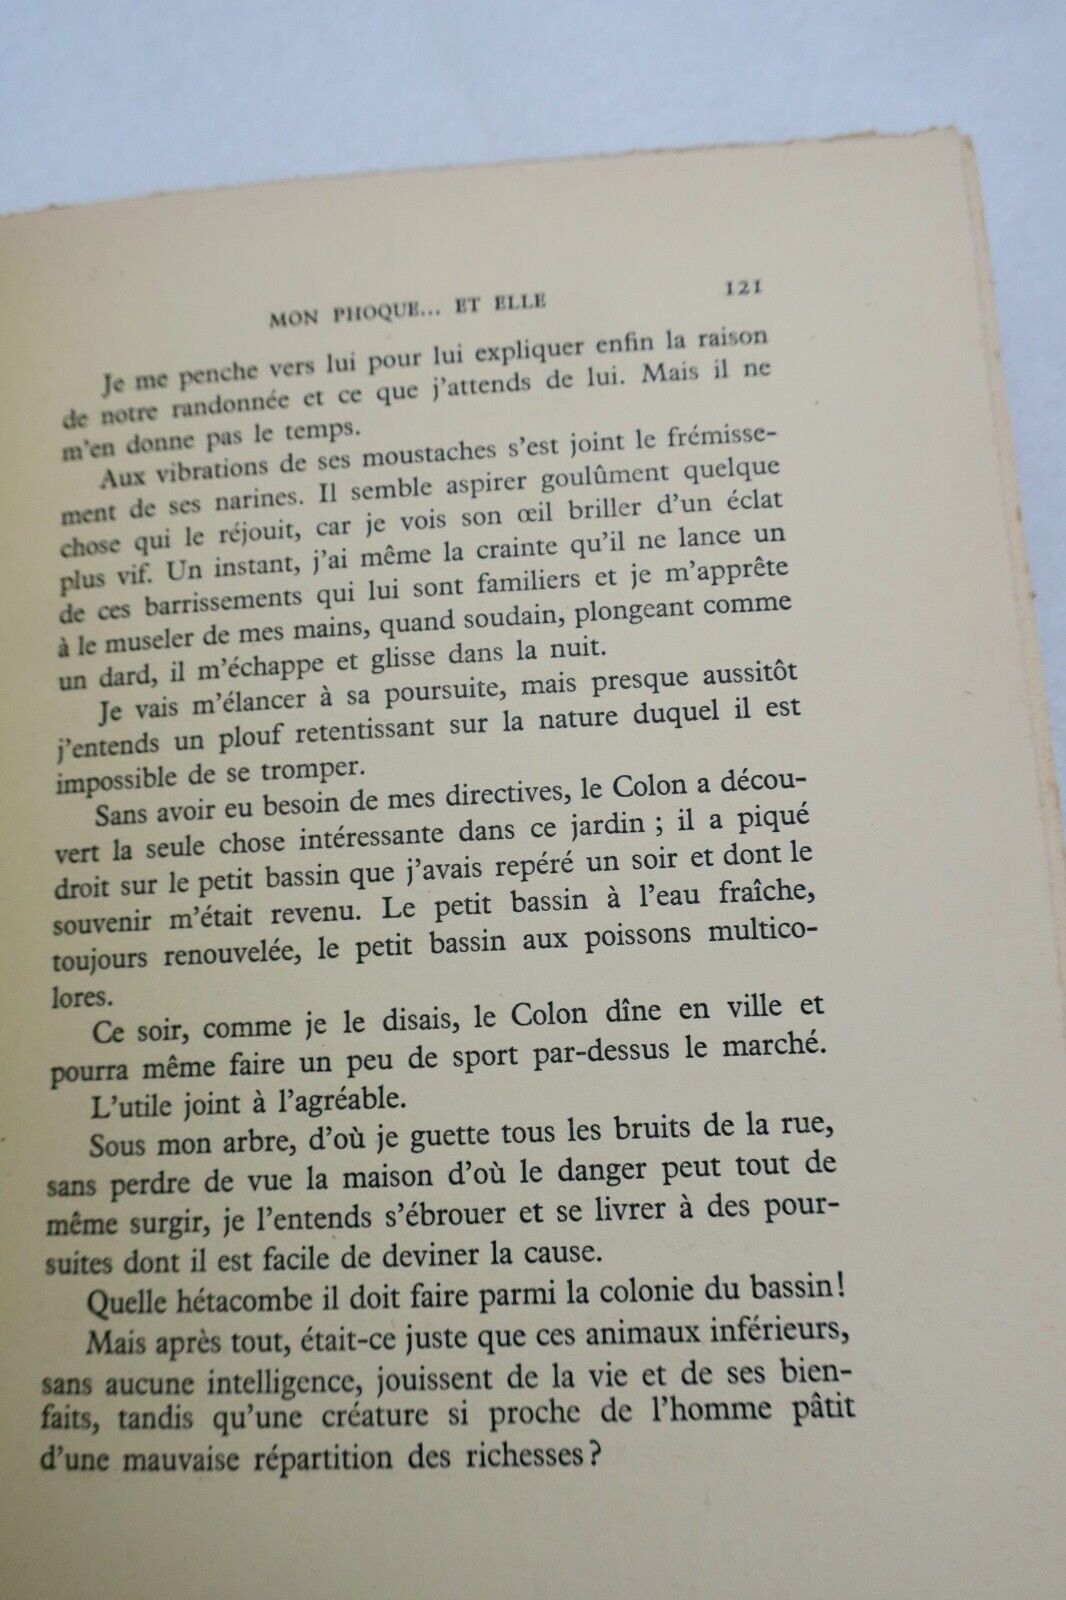 MON PHOQUE... ET ELLE 121
Je me penche vers lui pour lui expliquer enfin la raison
de notre randonnée et ce que j'attends de lui. Mais il ne
m'en donne pas le temps.
Aux vibrations de ses moustaches s'est joint le frémisse-
ment de ses narines. Il semble aspirer goulûment quelque
chose qui le réjouit, car je vois son œil briller d'un éclat
plus vif. Un instant, j'ai même la crainte qu'il ne lance un
de ces barrissements qui lui sont familiers et je m'apprête
à le museler de mes mains, quand soudain, plongeant comme
un dard, il m'échappe et glisse dans la nuit.
Je vais m'élancer à sa poursuite, mais presque aussitôt
j'entends un plouf retentissant sur la nature duquel il est
impossible de se tromper.
Sans avoir eu besoin de mes directives, le Colon a décou-
vert la seule chose intéressante dans ce jardin ; il a piqué
droit sur le petit bassin que j'avais repéré un soir et dont le
souvenir m'était revenu. Le petit bassin à l'eau fraîche,
toujours renouvelée, le petit bassin aux poissons multico-
lores.
Ce soir, comme je le disais, le Colon dîne en ville et
pourra même faire un peu de sport par-dessus le marché.
L'utile joint à l'agréable.
Sous mon arbre, d'où je guette tous les bruits de la rue,
sans perdre de vue la maison d'où le danger peut tout de
même surgir, je l'entends s'ébrouer et se livrer à des pour-
suites dont il est facile de deviner la cause.
Quelle hétacombe il doit faire parmi la colonie du bassin!
Mais après tout, était-ce juste que ces animaux inférieurs,
sans aucune intelligence, jouissent de la vie et de ses bien-
faits, tandis qu'une créature si proche de l'homme pâtit
d'une mauvaise répartition des richesses?